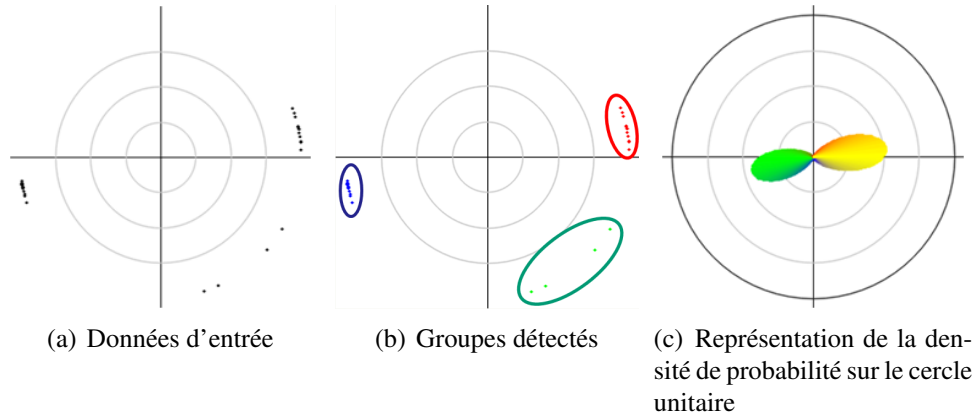 (a) Données d'entrée
(b) Groupes détectés
(c) Représentation de la den-
sité de probabilité sur le cercle
unitaire